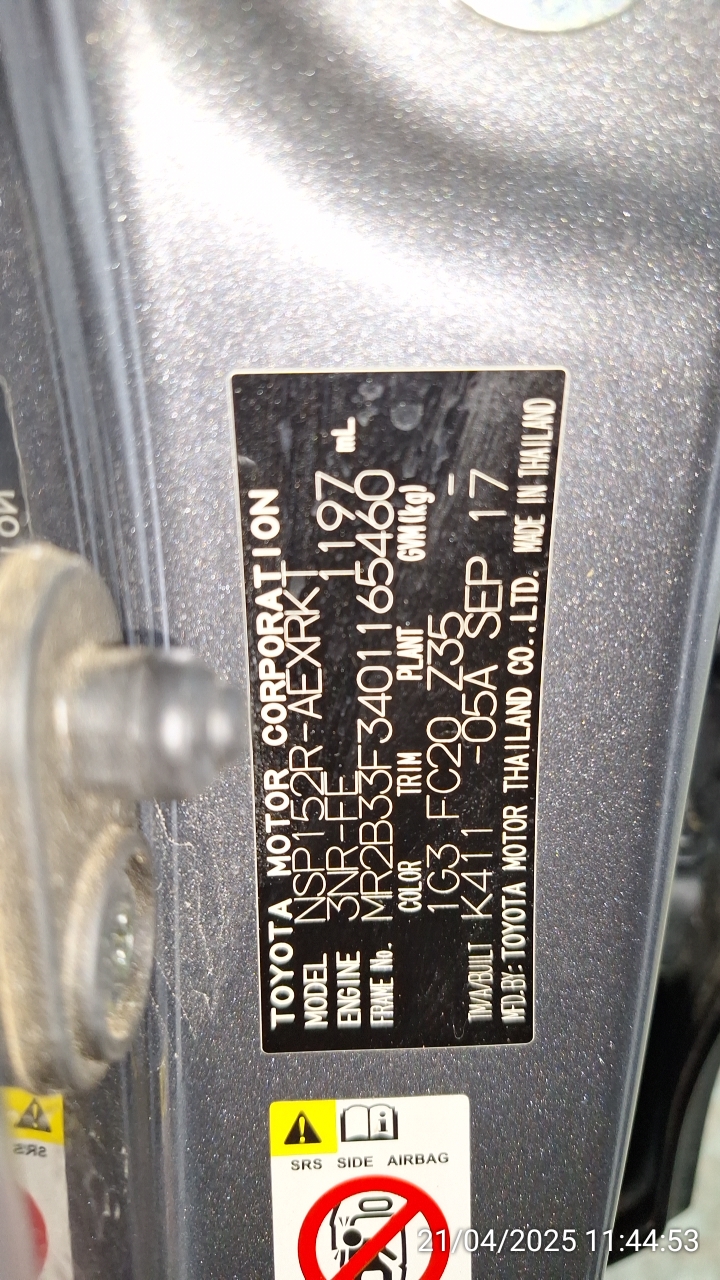 TOYOTA MOTOR CORPORATION
MODEL NSP152R-AEXRKT
ENGINE 3NR-FE 1197 mL
FRAME No. MR2B33F3401165460
COLOR TRIM PLANT GVM(kg)
1G3 FC20 Z35 -
TM/A/BUILT K411 -05A SEP 17
MFD.BY:TOYOTA MOTOR THAILAND CO.,LTD. MADE IN THAILAND
SRS SIDE AIRBAG
SRS
21/04/2025 11:44:53